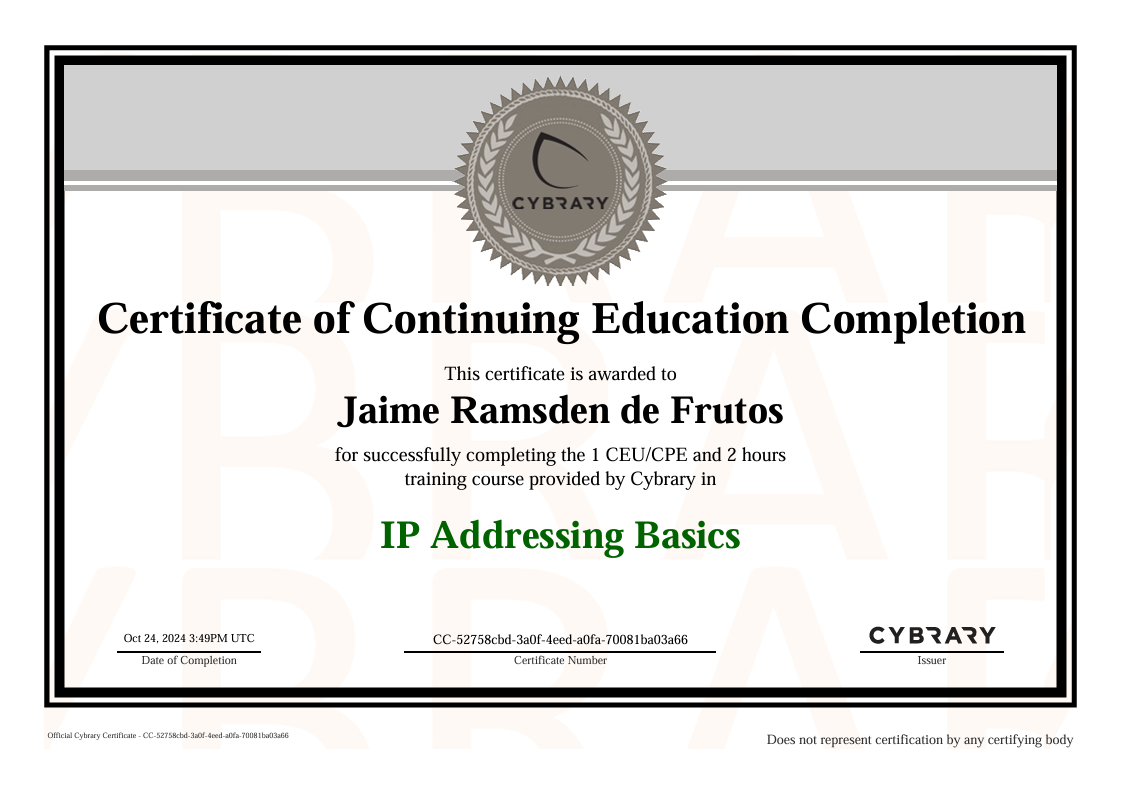 CYBRARY
Certificate of Continuing Education Completion
This certificate is awarded to
Jaime Ramsden de Frutos
for successfully completing the 1 CEU/CPE and 2 hours
training course provided by Cybrary in
IP Addressing Basics
Oct 24, 2024 3:49PM UTC
Date of Completion
CC-52758cbd-3a0f-4eed-a0fa-70081ba03a66
Certificate Number
CYBRARY
Issuer
Official Cybrary Certificate - CC-52758cbd-3a0f-4eed-a0fa-70081ba03a66
Does not represent certification by any certifying body